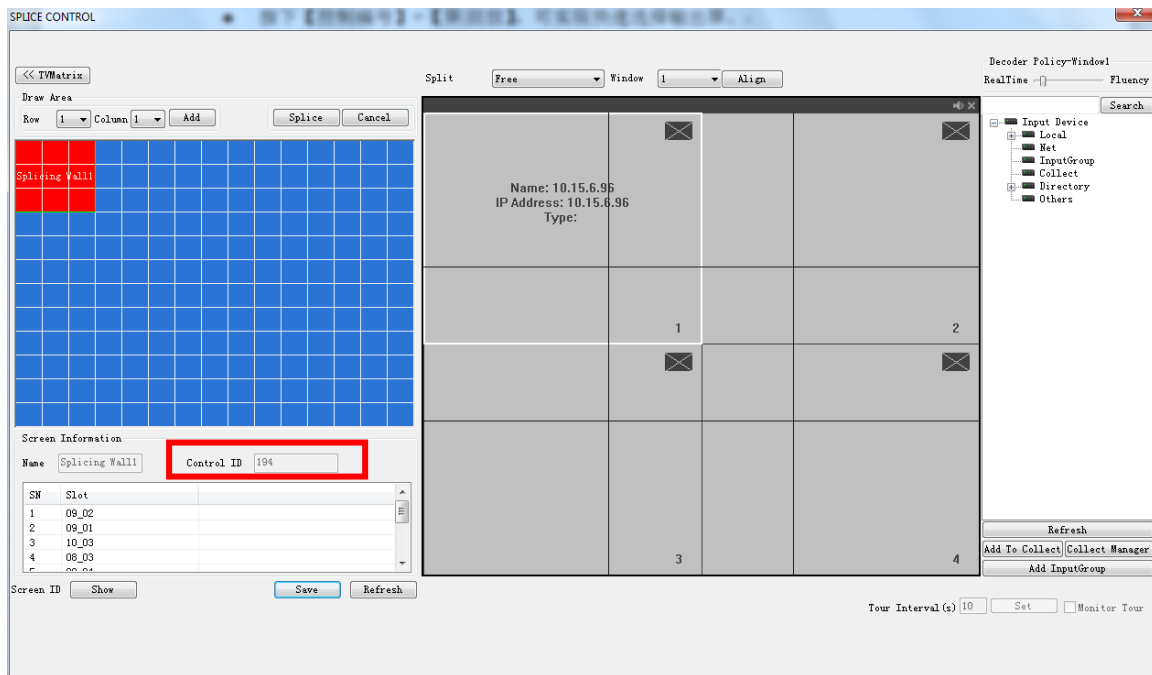 SPLICE CONTROL
<< TVMatrix
Draw Area
Row 1 Column 1 Add Splice Cancel
Splicing Wall1
Screen Information
Name Splicing Wall1 Control ID 194
SN Slot
1 09_02
2 09_01
3 10_03
4 08_03
Screen ID Show Save Refresh
Split Free Window 1 Align
Name: 10.15.6.96
IP Address: 10.15.6.96
Type:
1
2
3
4
Decoder Policy-Window1
RealTime Fluency
Search
Input Device
Local
Net
InputGroup
Collect
Directory
Others
Refresh
Add To Collect Collect Manager
Add InputGroup
Tour Interval(s) 10 Set Monitor Tour